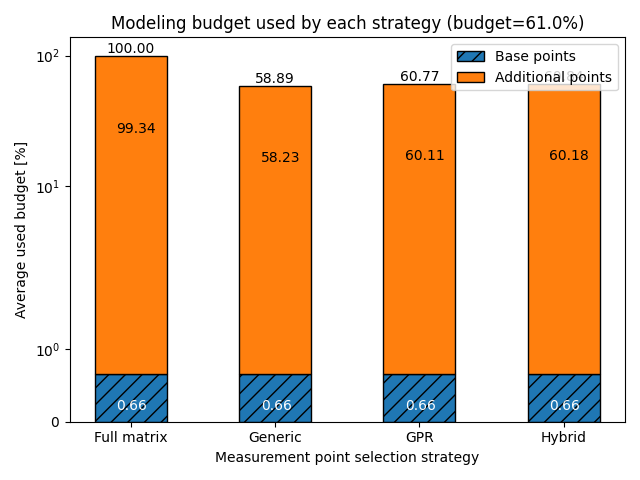 Modeling budget used by each strategy (budget=61.0%)
Base points
Additional points
100.00
58.89
60.77
99.34
58.23
60.11
60.18
0.66
0.66
0.66
0.66
10²
10¹
10⁰
0
Average used budget [%]
Full matrix
Generic
GPR
Hybrid
Measurement point selection strategy